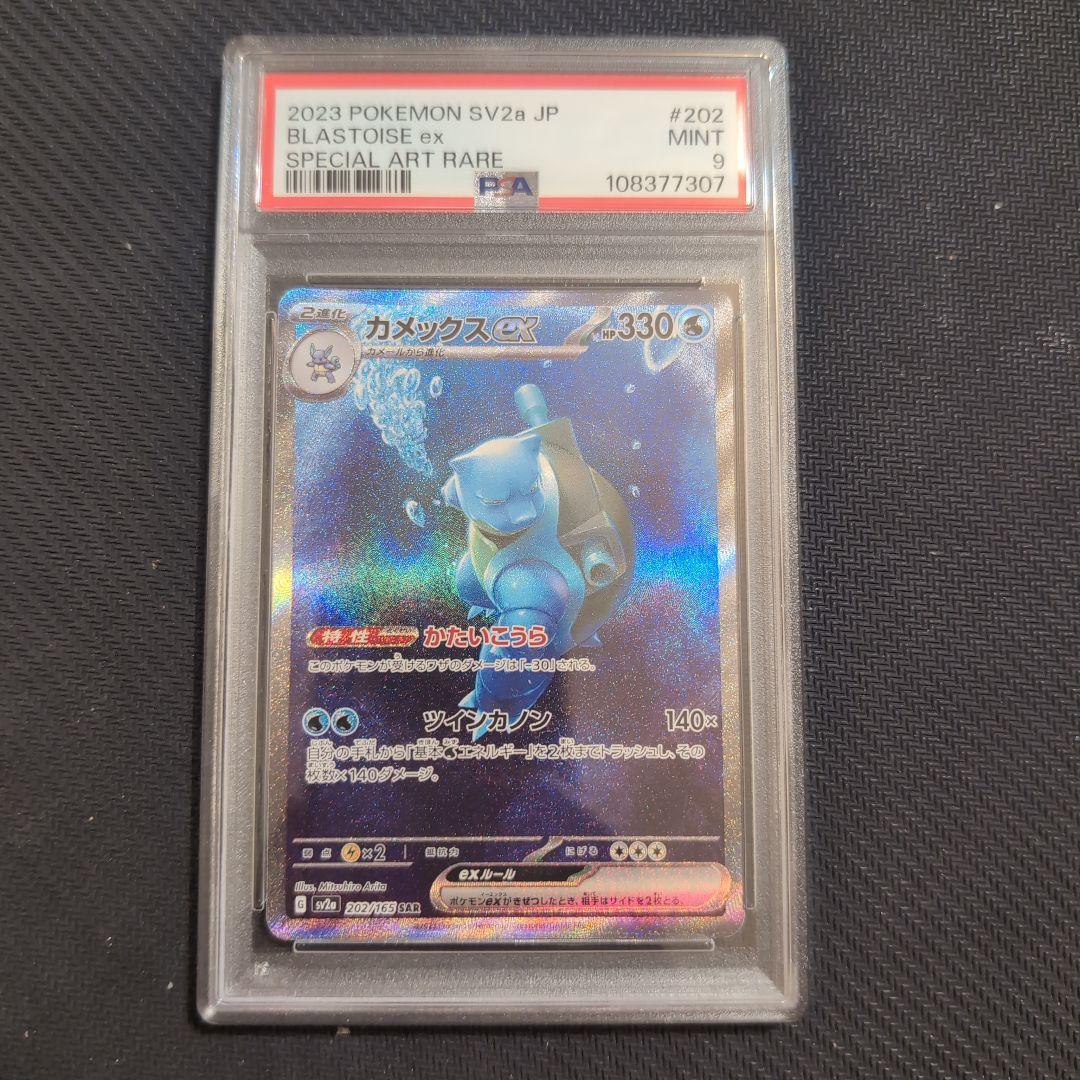 2023 POKEMON SV2a JP #202
BLASTOISE ex MINT
SPECIAL ART RARE 9
PSA 108377307
2進化 カメックスex HP330
カメールから進化
特性 かたいこうら
このポケモンが受けるワザのダメージは「-30」される。
ツインカノン 140×
自分の手札から「基本エネルギー」を2枚までトラッシュし、その
枚数×140ダメージ。
弱点 ×2 抵抗力 にげる
exルール
Illus. Mitsuhiro Arita
ポケモンexがきぜつしたとき、相手はサイドを2枚とる。
G sv2a 202/165 SAR